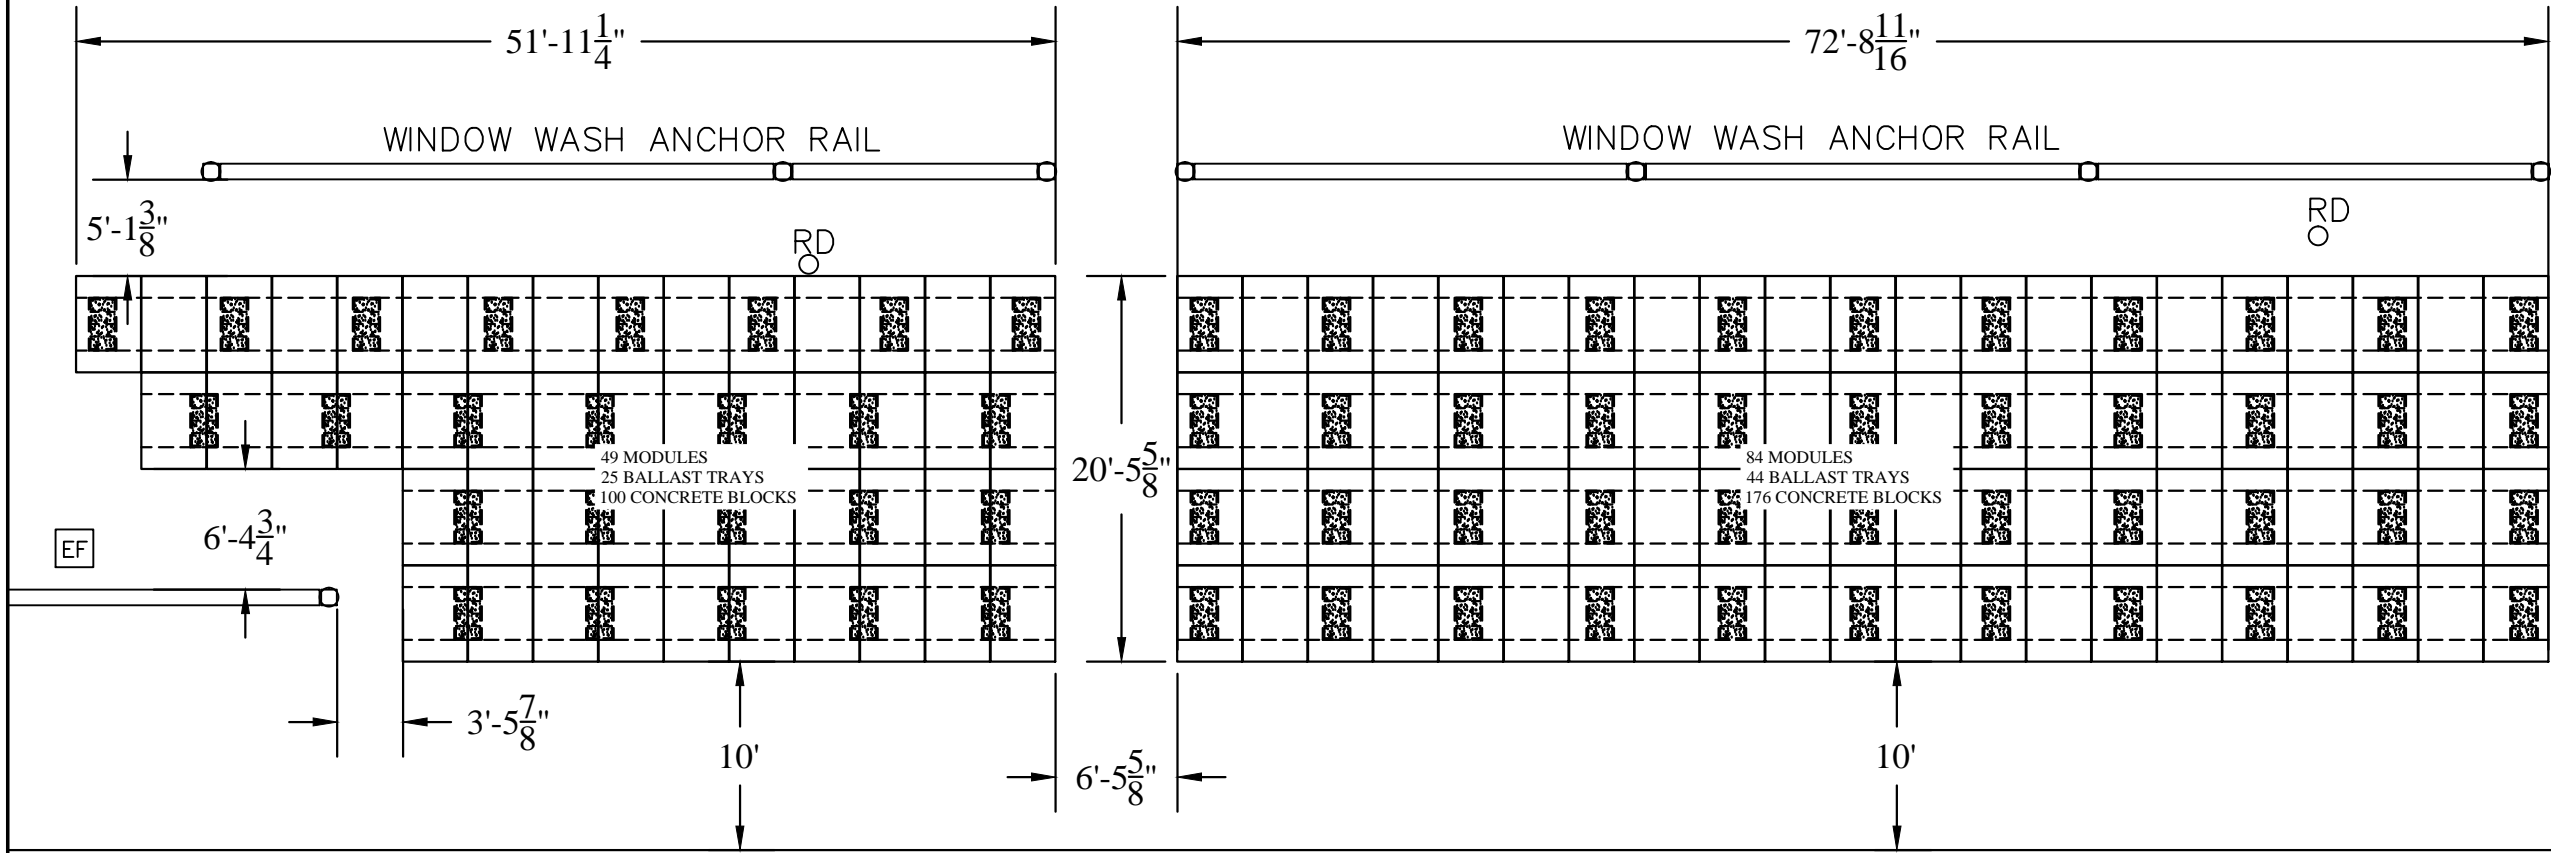 51'-11 1/4"
72'-8 11/16"
WINDOW WASH ANCHOR RAIL
WINDOW WASH ANCHOR RAIL
5'-1 3/8"
RD
RD
49 MODULES
25 BALLAST TRAYS
100 CONCRETE BLOCKS
20'-5 5/8"
84 MODULES
44 BALLAST TRAYS
176 CONCRETE BLOCKS
EF
6'-4 3/4"
3'-5 7/8"
10'
6'-5 5/8"
10'